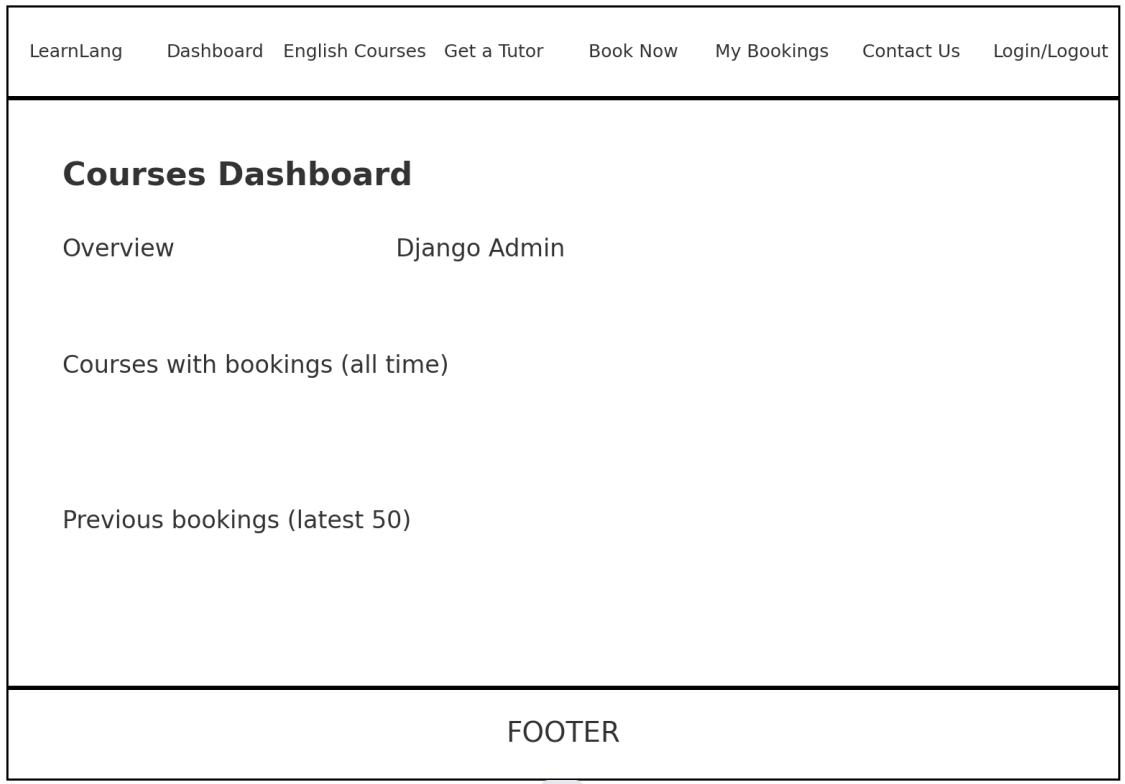 LearnLang Dashboard English Courses Get a Tutor Book Now My Bookings Contact Us Login/Logout
Courses Dashboard
Overview Django Admin
Courses with bookings (all time)
Previous bookings (latest 50)
FOOTER